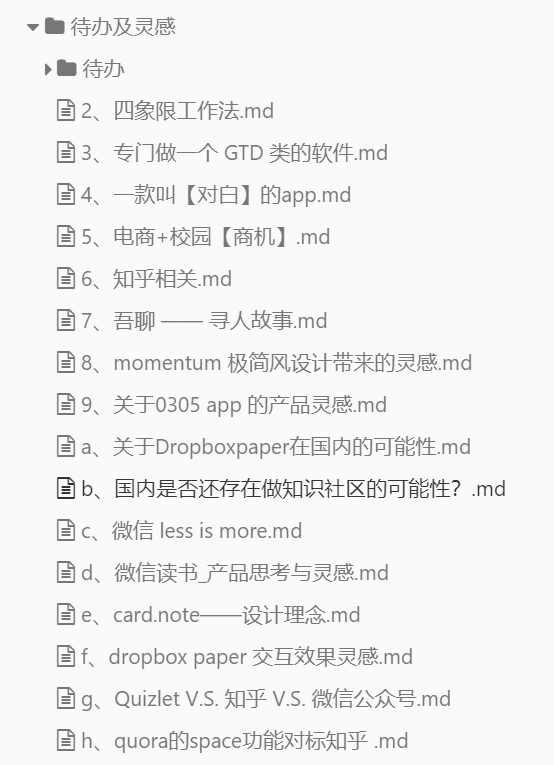 待办及灵感
待办
2、四象限工作法.md
3、专门做一个 GTD 类的软件.md
4、一款叫【对白】的app.md
5、电商+校园【商机】.md
6、知乎相关.md
7、吾聊 —— 寻人故事.md
8、momentum 极简风设计带来的灵感.md
9、关于0305 app 的产品灵感.md
a、关于Dropboxpaper在国内的可能性.md
b、国内是否还存在做知识社区的可能性？.md
c、微信 less is more.md
d、微信读书_产品思考与灵感.md
e、card.note——设计理念.md
f、dropbox paper 交互效果灵感.md
g、Quizlet V.S. 知乎 V.S. 微信公众号.md
h、quora的space功能对标知乎 .md